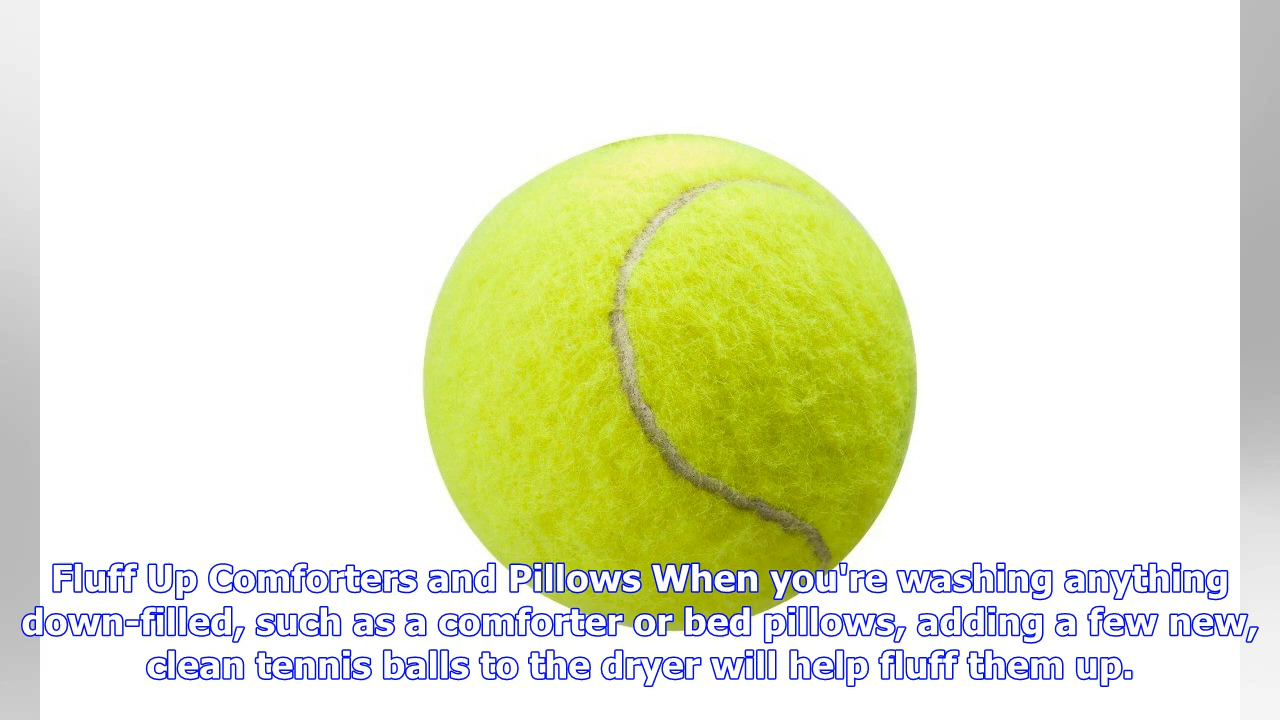 Fluff Up Comforters and Pillows When you're washing anything
down-filled, such as a comforter or bed pillows, adding a few new,
clean tennis balls to the dryer will help fluff them up.